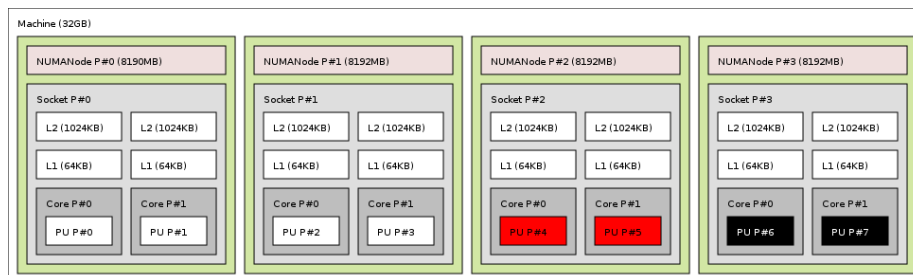 Machine (32GB)
NUMANode P#0 (8190MB)
Socket P#0
L2 (1024KB) L2 (1024KB)
L1 (64KB) L1 (64KB)
Core P#0 Core P#1
PU P#0 PU P#1
NUMANode P#1 (8192MB)
Socket P#1
L2 (1024KB) L2 (1024KB)
L1 (64KB) L1 (64KB)
Core P#0 Core P#1
PU P#2 PU P#3
NUMANode P#2 (8192MB)
Socket P#2
L2 (1024KB) L2 (1024KB)
L1 (64KB) L1 (64KB)
Core P#0 Core P#1
PU P#4 PU P#5
NUMANode P#3 (8192MB)
Socket P#3
L2 (1024KB) L2 (1024KB)
L1 (64KB) L1 (64KB)
Core P#0 Core P#1
PU P#6 PU P#7